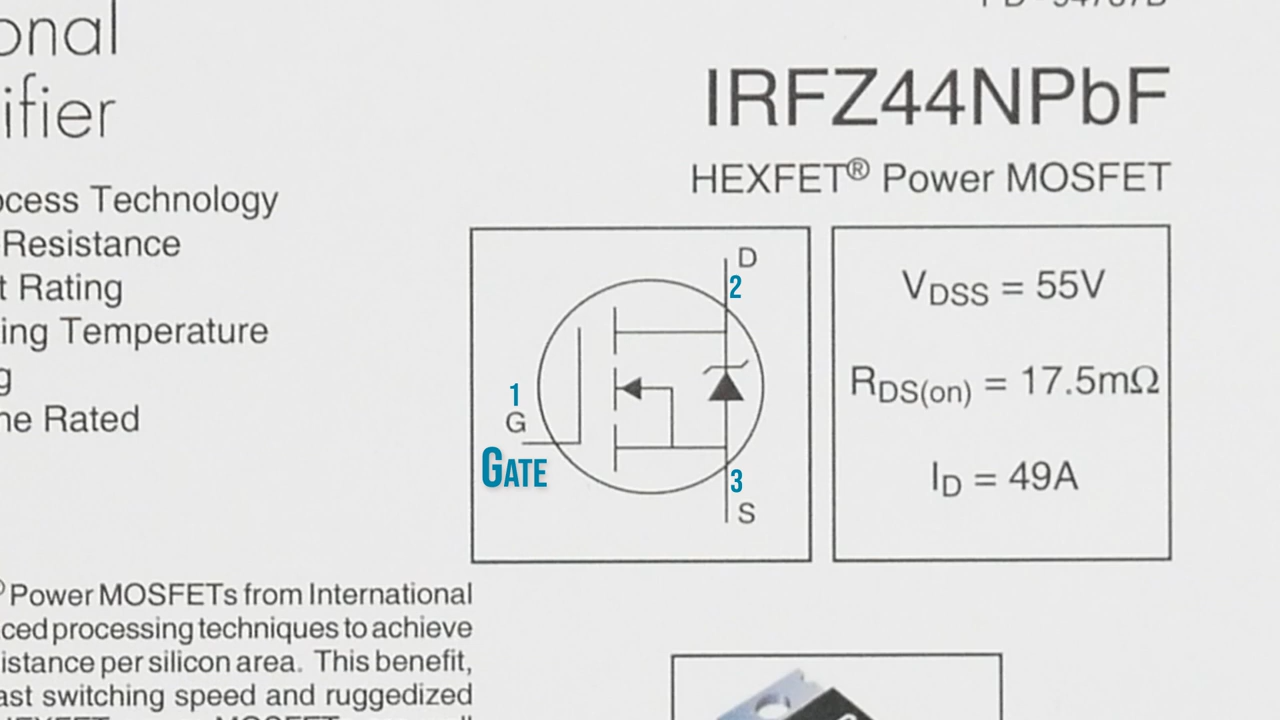 onal
ifier
IRFZ44NPbF
HEXFET® Power MOSFET
ocess Technology
-Resistance
t Rating
ing Temperature
g
ne Rated
D
2
1
G
GATE
3
S
VDSS = 55V
RDS(on) = 17.5mΩ
ID = 49A
® Power MOSFETs from International
ced processing techniques to achieve
istance per silicon area. This benefit,
ast switching speed and ruggedized